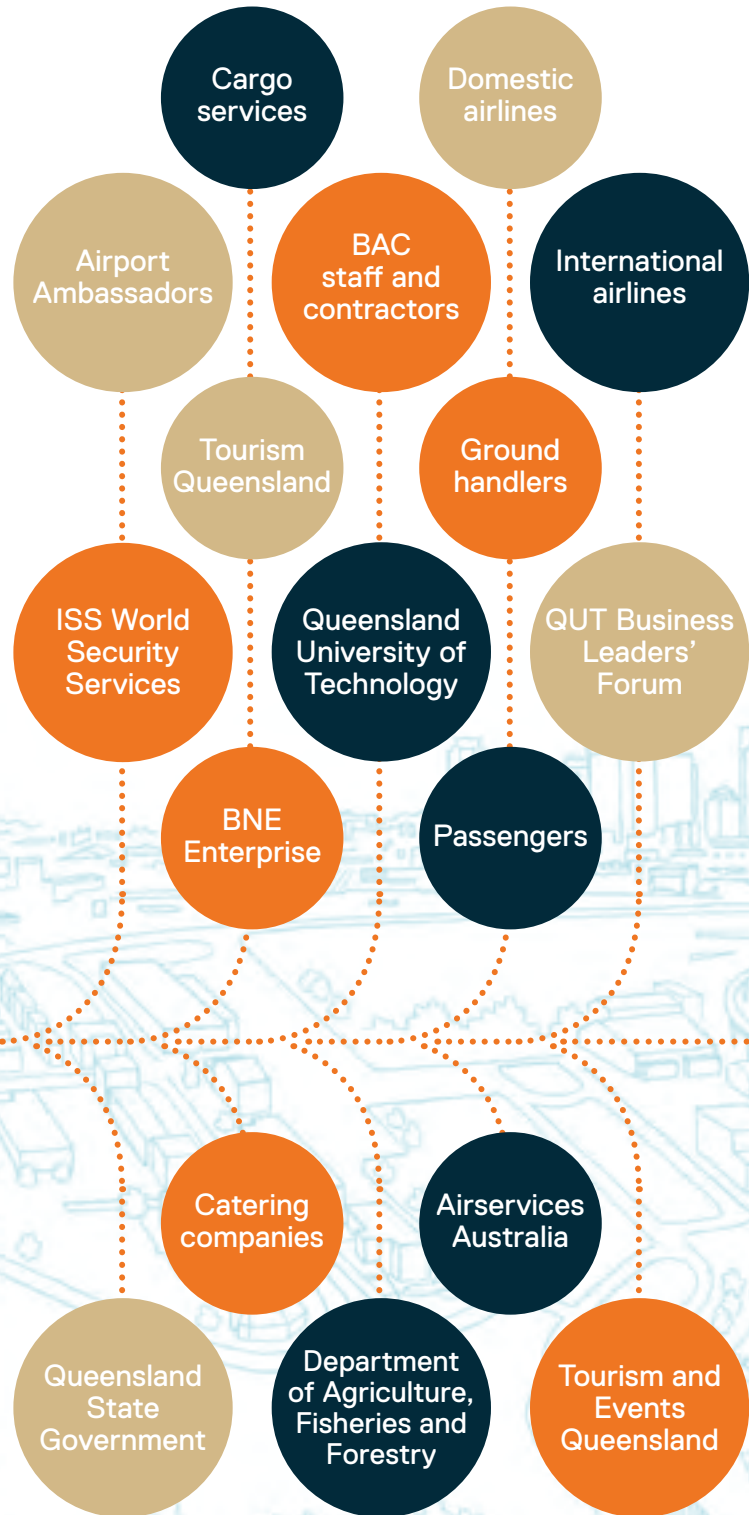 Cargo
services
Domestic
airlines
Airport
Ambassadors
BAC
staff and
contractors
International
airlines
Tourism
Queensland
Ground
handlers
ISS World
Security
Services
Queensland
University of
Technology
QUT Business
Leaders’
Forum
BNE
Enterprise
Passengers
Catering
companies
Airservices
Australia
Queensland
State
Government
Department
of Agriculture,
Fisheries and
Forestry
Tourism and
Events
Queensland